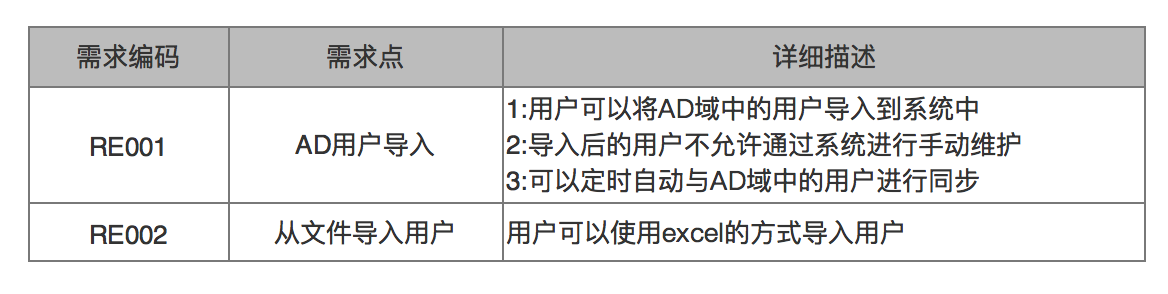 需求编码 需求点 详细描述
RE001 AD用户导入
1:用户可以将AD域中的用户导入到系统中
2:导入后的用户不允许通过系统进行手动维护
3:可以定时自动与AD域中的用户进行同步
RE002 从文件导入用户 用户可以使用excel的方式导入用户